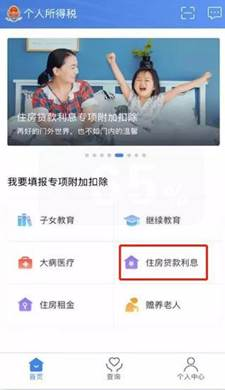 个人所得税
住房贷款利息专项附加扣除
再好的门外世界，也不如门内的温馨
我要填报专项附加扣除
子女教育
继续教育
大病医疗
住房贷款利息
住房租金
赡养老人
首页
查询
个人中心